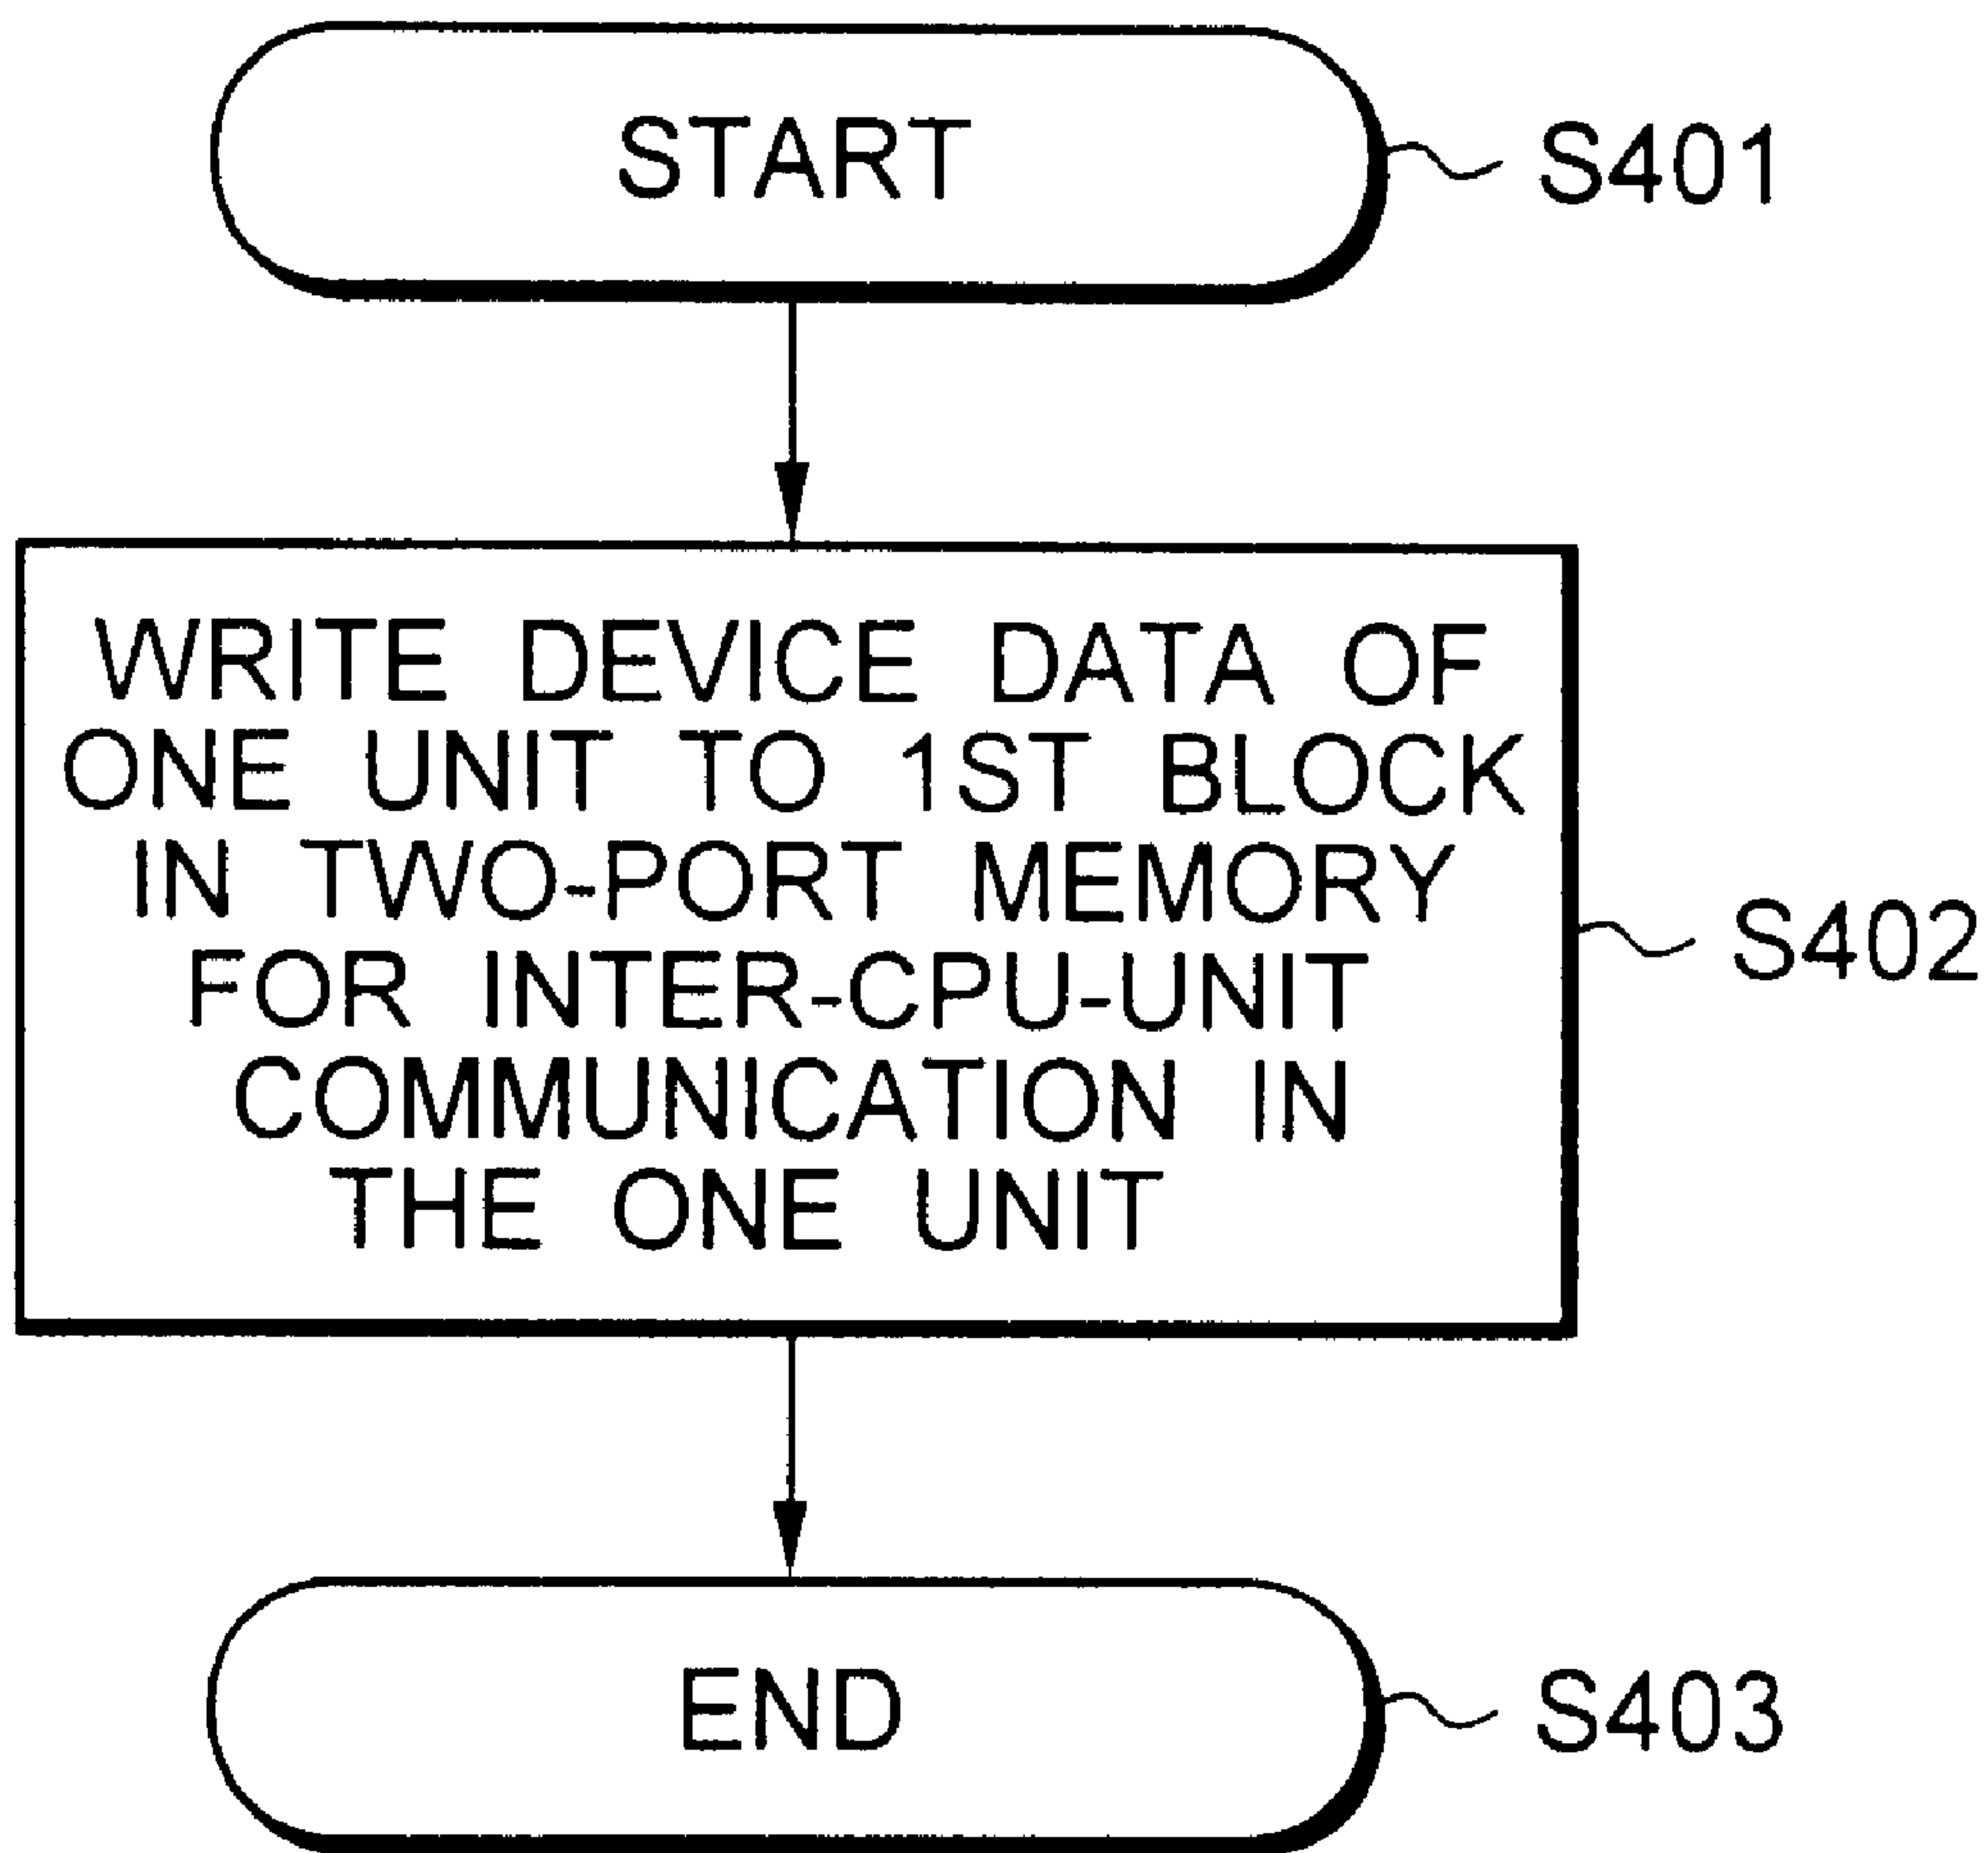 START
S401
WRITE DEVICE DATA OF
ONE UNIT TO 1ST BLOCK
IN TWO-PORT MEMORY
FOR INTER-CPU-UNIT
COMMUNICATION IN
THE ONE UNIT
S402
END
S403